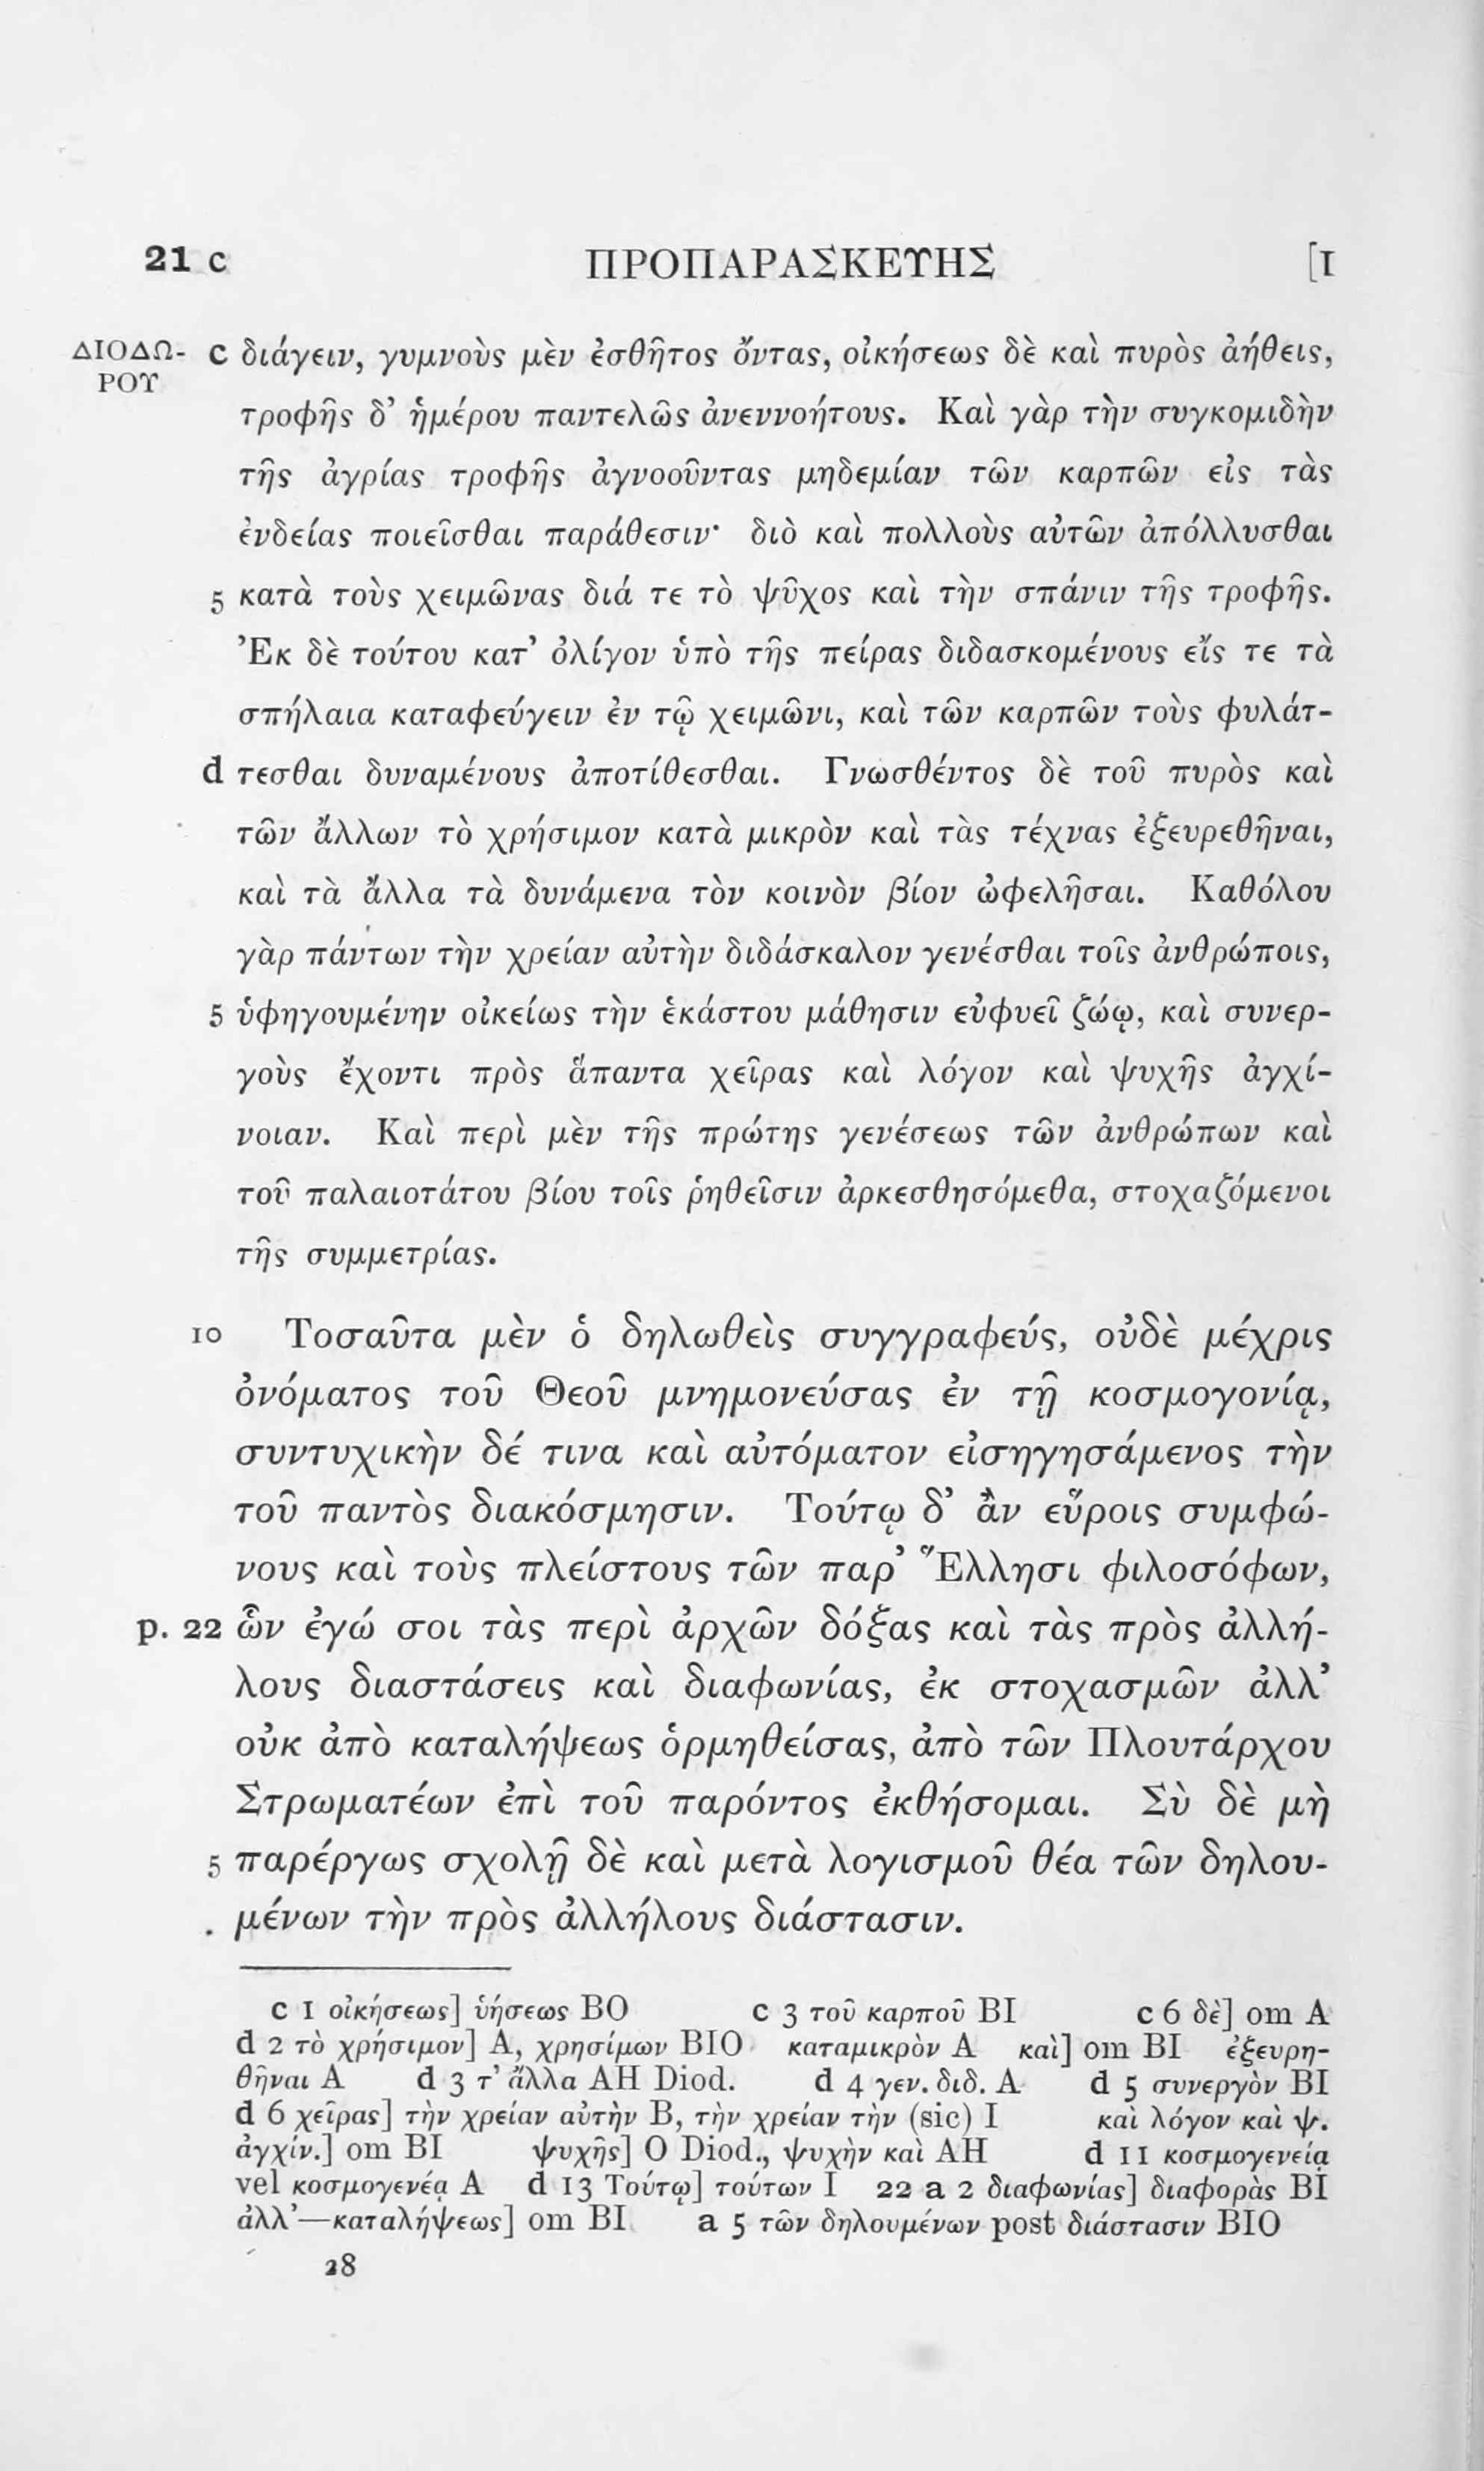 21 c ΠΡΟΠΑΡΑΣΚΕΥΗΣ [I
ΔΙΟΔΩ- c διάγειν, γυμνοὺς μὲν ἐσθῆτος ὄντας, οἰκήσεως δὲ καὶ πυρὸς ἀήθεις,
ΡΟΥ
τροφῆς δ’ ἡμέρου παντελῶς ἀνεννοήτους. Καὶ γὰρ τὴν συγκομιδὴν
τῆς ἀγρίας τροφῆς ἀγνοοῦντας μηδεμίαν τῶν καρπῶν εἰς τὰς
ἐνδείας ποιεῖσθαι παράθεσιν· διὸ καὶ πολλοὺς αὐτῶν ἀπόλλυσθαι
5 κατὰ τοὺς χειμῶνας διά τε τὸ ψῦχος καὶ τὴν σπάνιν τῆς τροφῆς.
Ἐκ δὲ τούτου κατ’ ὀλίγον ὑπὸ τῆς πείρας διδασκομένους εἴς τε τὰ
σπήλαια καταφεύγειν ἐν τῷ χειμῶνι, καὶ τῶν καρπῶν τοὺς φυλάτ-
d τεσθαι δυναμένους ἀποτίθεσθαι. Γνωσθέντος δὲ τοῦ πυρὸς καὶ
τῶν ἄλλων τὸ χρήσιμον κατὰ μικρὸν καὶ τὰς τέχνας ἐξευρεθῆναι,
καὶ τὰ ἄλλα τὰ δυνάμενα τὸν κοινὸν βίον ὠφελῆσαι. Καθόλου
γὰρ πάντων τὴν χρείαν αὐτὴν διδάσκαλον γενέσθαι τοῖς ἀνθρώποις,
5 ὑφηγουμένην οἰκείως τὴν ἑκάστου μάθησιν εὐφυεῖ ζώῳ, καὶ συνερ-
γοὺς ἔχοντι πρὸς ἅπαντα χεῖρας καὶ λόγον καὶ ψυχῆς ἀγχί-
νοιαν. Καὶ περὶ μὲν τῆς πρώτης γενέσεως τῶν ἀνθρώπων καὶ
τοῦ παλαιοτάτου βίου τοῖς ῥηθεῖσιν ἀρκεσθησόμεθα, στοχαζόμενοι
τῆς συμμετρίας.
10 Τοσαῦτα μὲν ὁ δηλωθεὶς συγγραφεύς, οὐδὲ μέχρις
ὀνόματος τοῦ Θεοῦ μνημονεύσας ἐν τῇ κοσμογονίᾳ,
συντυχικὴν δέ τινα καὶ αὐτόματον εἰσηγησάμενος τὴν
τοῦ παντὸς διακόσμησιν. Τούτῳ δ’ ἂν εὕροις συμφώ-
νους καὶ τοὺς πλείστους τῶν παρ’ Ἕλλησι φιλοσόφων,
p. 22 ὧν ἐγώ σοι τὰς περὶ ἀρχῶν δόξας καὶ τὰς πρὸς ἀλλή-
λους διαστάσεις καὶ διαφωνίας, ἐκ στοχασμῶν ἀλλ’
οὐκ ἀπὸ καταλήψεως ὁρμηθείσας, ἀπὸ τῶν Πλουτάρχου
Στρωματέων ἐπὶ τοῦ παρόντος ἐκθήσομαι. Σὺ δὲ μὴ
5 παρέργως σχολῇ δὲ καὶ μετὰ λογισμοῦ θέα τῶν δηλου-
μένων τὴν πρὸς ἀλλήλους διάστασιν.
c 1 οἰκήσεως] ὑήσεως BO c 3 τοῦ καρποῦ BI c 6 δὲ] om A
d 2 τὸ χρήσιμον] A, χρησίμων BIO καταμικρὸν A καὶ] om BI ἐξευρη-
θῆναι A d 3 τ’ ἄλλα AH Diod. d 4 γεν. διδ. A d 5 συνεργὸν BI
d 6 χεῖρας] τὴν χρείαν αὐτὴν B, τὴν χρείαν τὴν (sic) I καὶ λόγον καὶ ψ.
ἀγχίν.] om BI ψυχῆς] O Diod., ψυχὴν καὶ AH d 11 κοσμογενείᾳ
vel κοσμογενέᾳ A d 13 Τούτῳ] τούτων I 22 a 2 διαφωνίας] διαφορὰς BI
ἀλλ’—καταλήψεως] om BI a 5 τῶν δηλουμένων post διάστασιν BIO
28